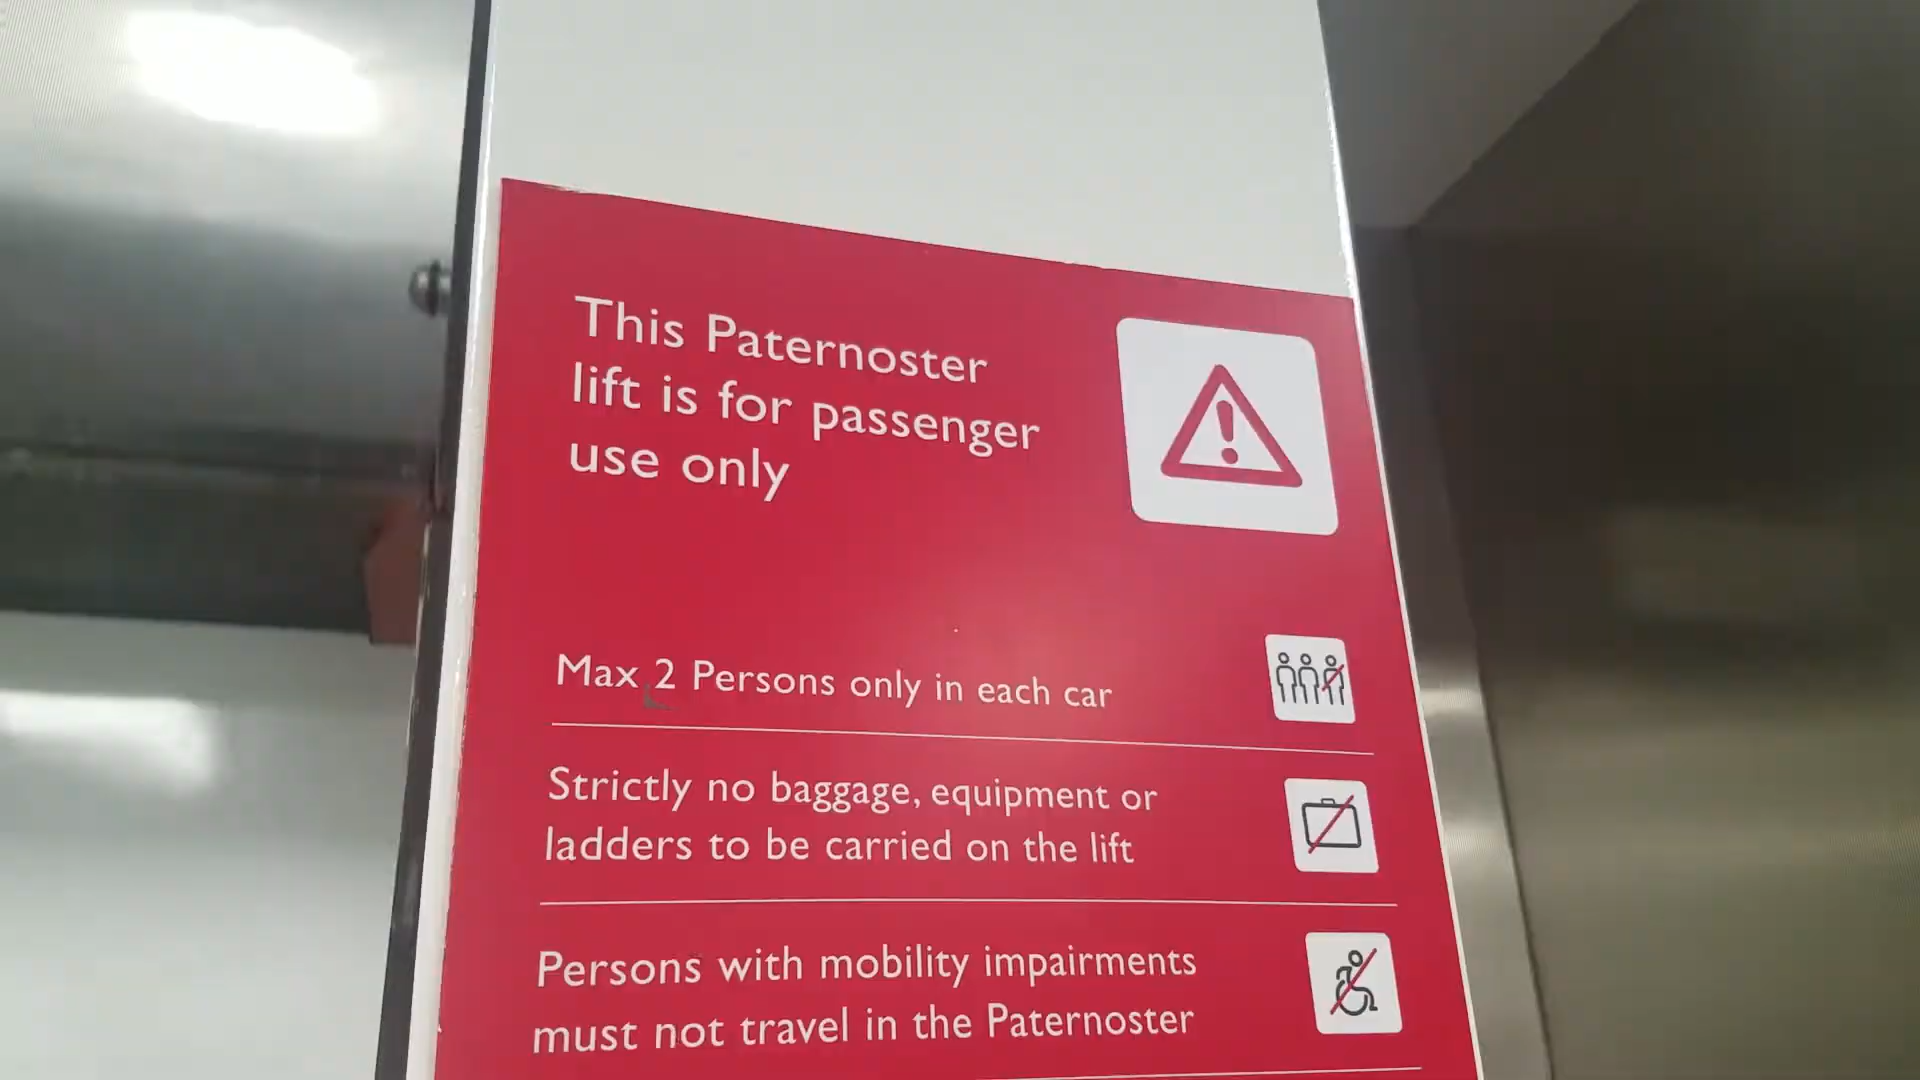 This Paternoster
lift is for passenger
use only
Max 2 Persons only in each car
Strictly no baggage, equipment or
ladders to be carried on the lift
Persons with mobility impairments
must not travel in the Paternoster